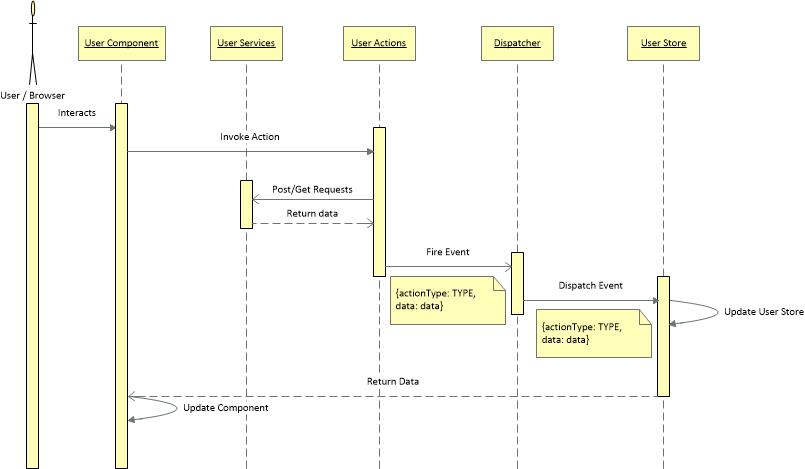 User Component
User Services
User Actions
Dispatcher
User Store
User / Browser
Interacts
Invoke Action
Post/Get Requests
Return data
Fire Event
{actionType: TYPE,
data: data}
Dispatch Event
Update User Store
{actionType: TYPE,
data: data}
Return Data
Update Component